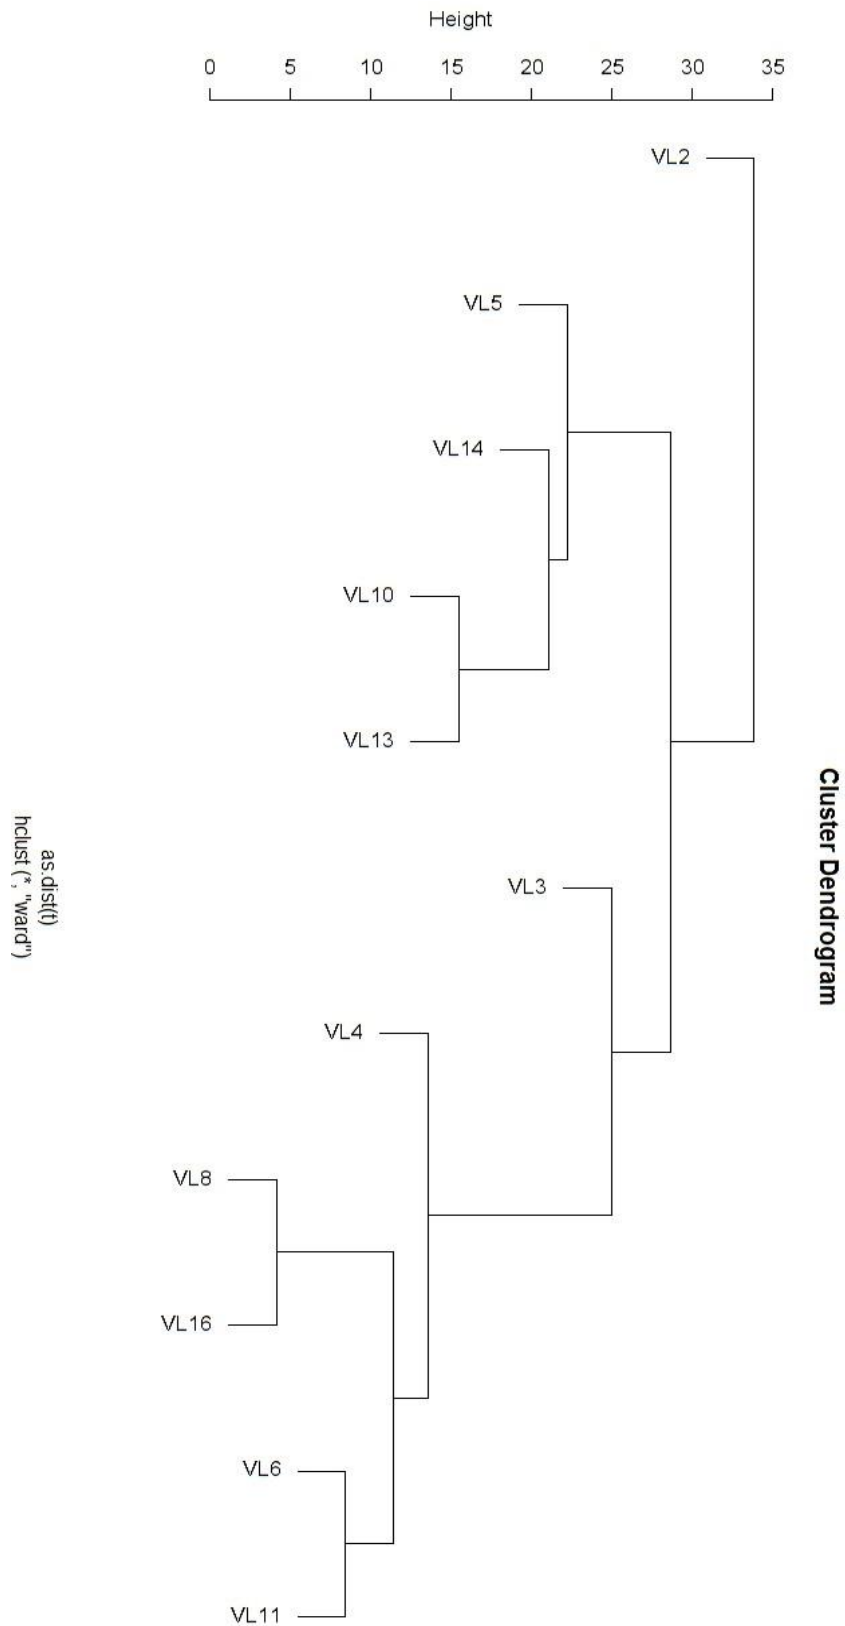 Height
0 5 10 15 20 25 30 35
VL2
VL5
VL14
VL10
VL13
VL3
VL4
VL8
VL16
VL6
VL11
Cluster Dendrogram
as.dist(t)
hclust (*, "ward")